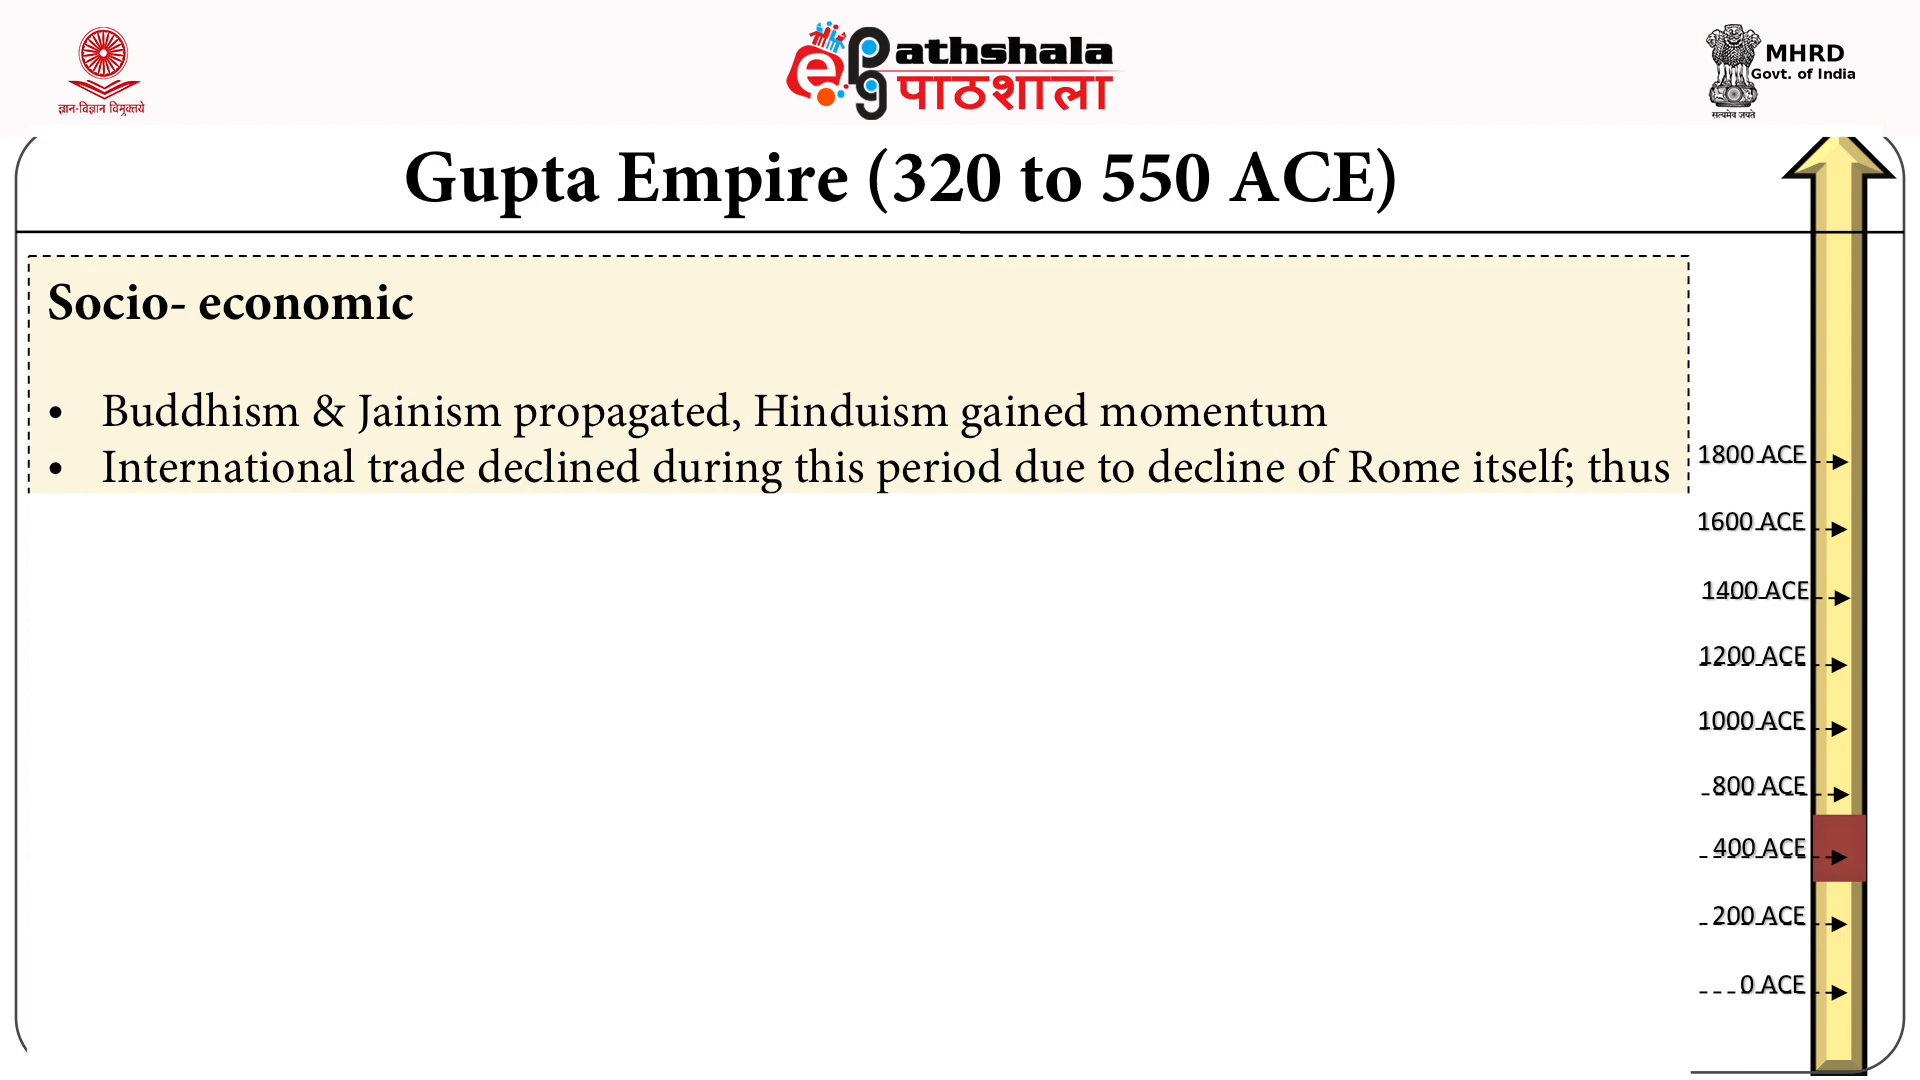 ज्ञान-विज्ञान विमुक्तये
ePG Pathshala
पाठशाला
MHRD
Govt. of India
सत्यमेव जयते
Gupta Empire (320 to 550 ACE)
Socio- economic
• Buddhism & Jainism propagated, Hinduism gained momentum
• International trade declined during this period due to decline of Rome itself; thus
1800 ACE
1600 ACE
1400 ACE
1200 ACE
1000 ACE
800 ACE
400 ACE
200 ACE
0 ACE